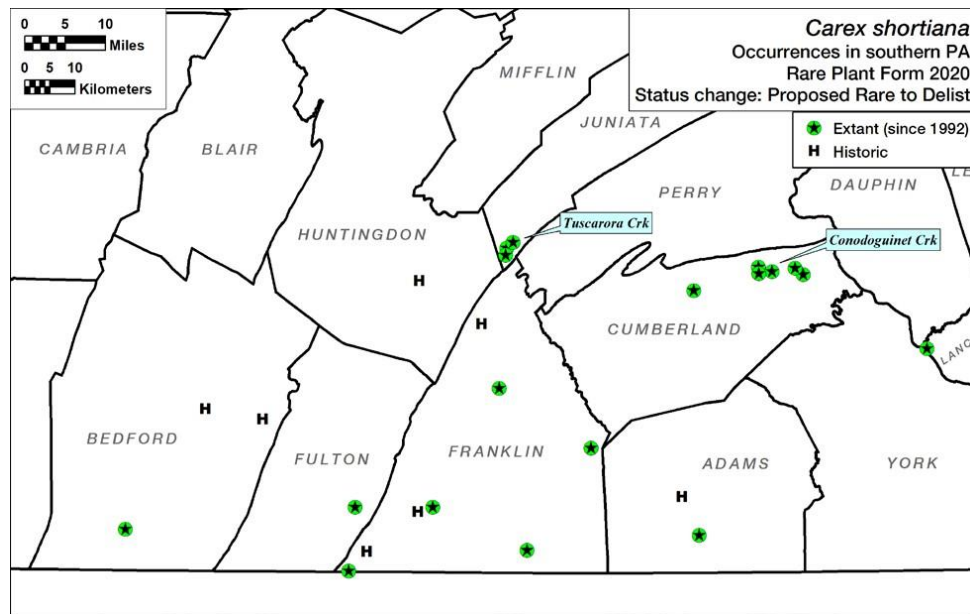 0 5 10
Miles
0 5 10
Kilometers
Carex shortiana
Occurrences in southern PA
Rare Plant Form 2020
Status change: Proposed Rare to Delist
Extant (since 1992)
H Historic
MIFFLIN
JUNIATA
CAMBRIA
BLAIR
PERRY
DAUPHIN
LE
HUNTINGDON
Tuscarora Crk
Conodoguinet Crk
H
H
CUMBERLAND
LANC
H
H
BEDFORD
FULTON
FRANKLIN
ADAMS
YORK
H
H
H